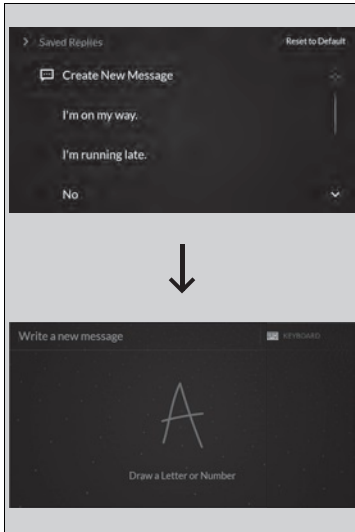 Saved Replies Reset to Default
Create New Message
I'm on my way.
I'm running late.
No
Write a new message KEYBOARD
A
Draw a Letter or Number